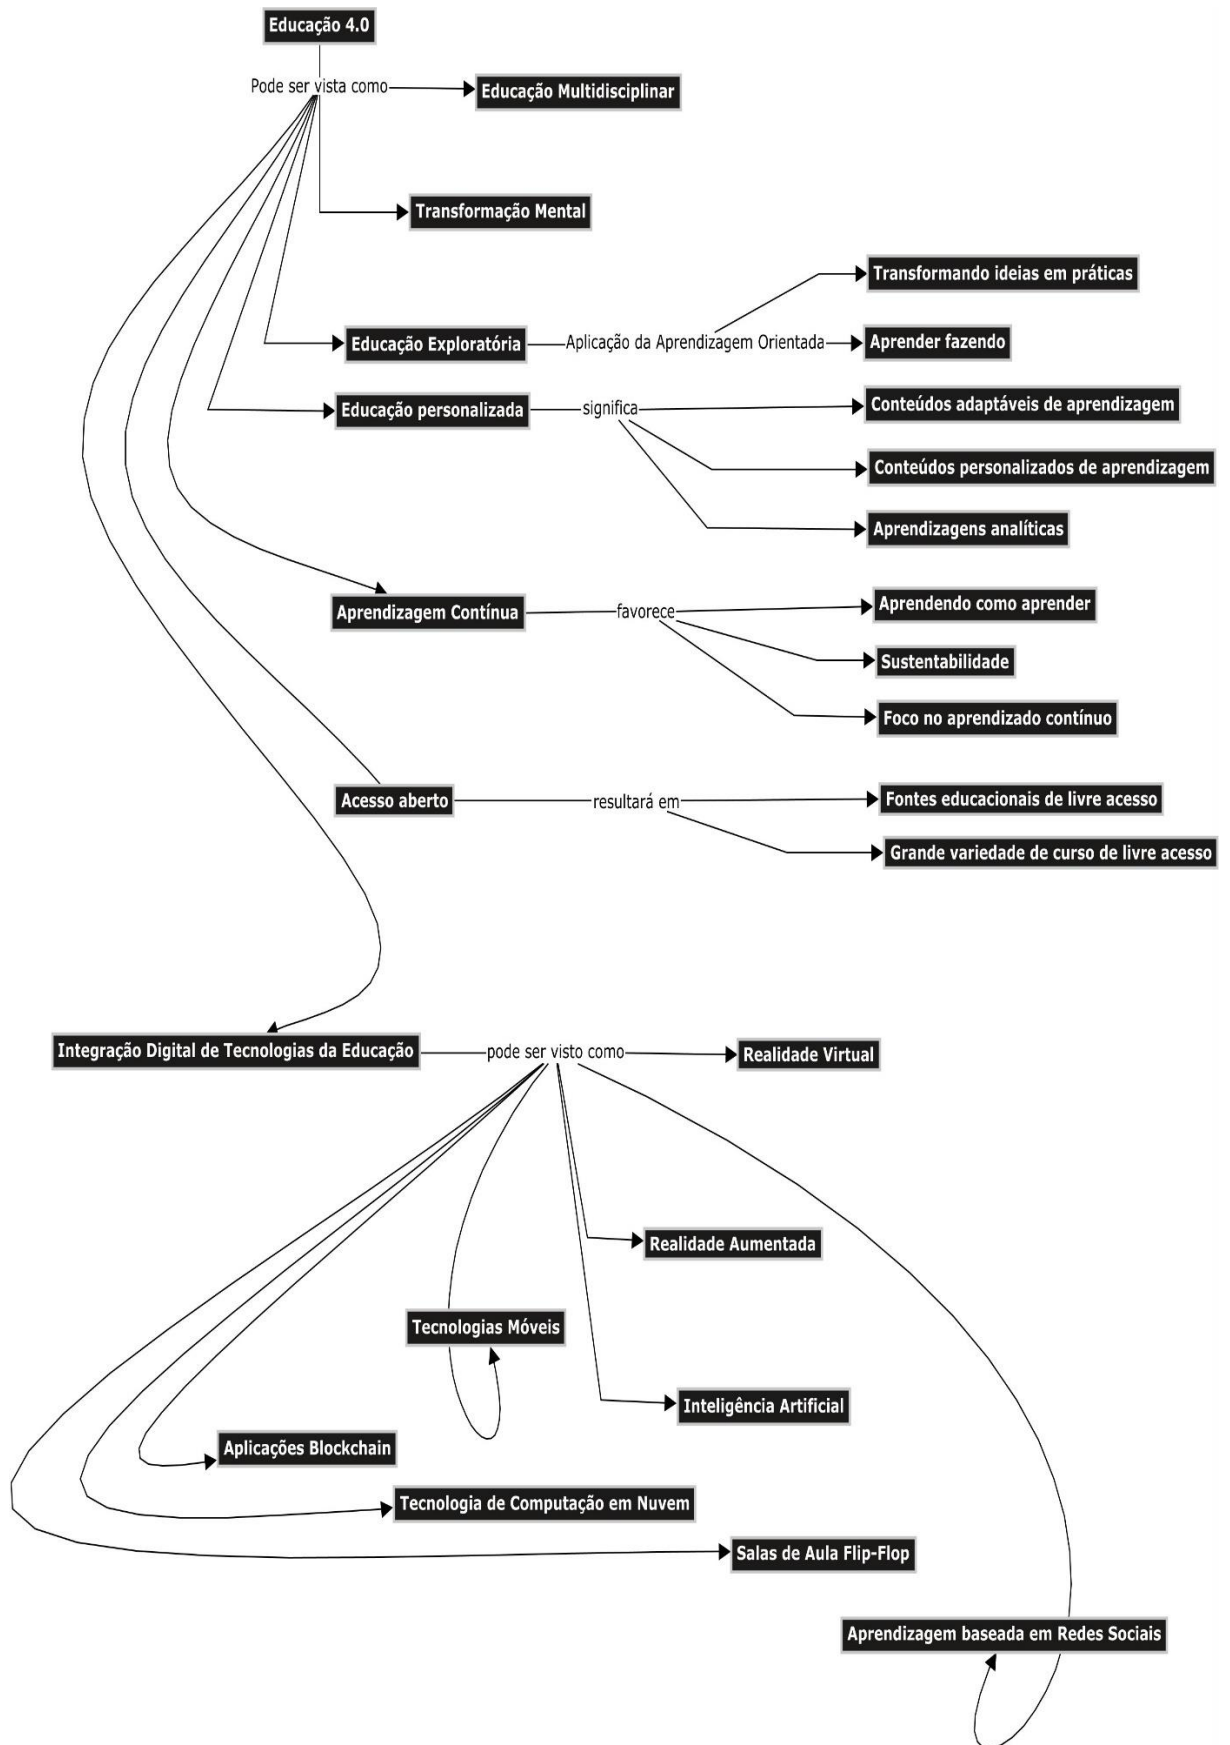 Educação 4.0
Pode ser vista como
Educação Multidisciplinar
Transformação Mental
Transformando ideias em práticas
Educação Exploratória
Aplicação da Aprendizagem Orientada
Aprender fazendo
Educação personalizada
significa
Conteúdos adaptáveis de aprendizagem
Conteúdos personalizados de aprendizagem
Aprendizagens analíticas
Aprendizagem Contínua
favorece
Aprendendo como aprender
Sustentabilidade
Foco no aprendizado contínuo
Acesso aberto
resultará em
Fontes educacionais de livre acesso
Grande variedade de curso de livre acesso
Integração Digital de Tecnologias da Educação
pode ser visto como
Realidade Virtual
Realidade Aumentada
Tecnologias Móveis
Inteligência Artificial
Aplicações Blockchain
Tecnologia de Computação em Nuvem
Salas de Aula Flip-Flop
Aprendizagem baseada em Redes Sociais